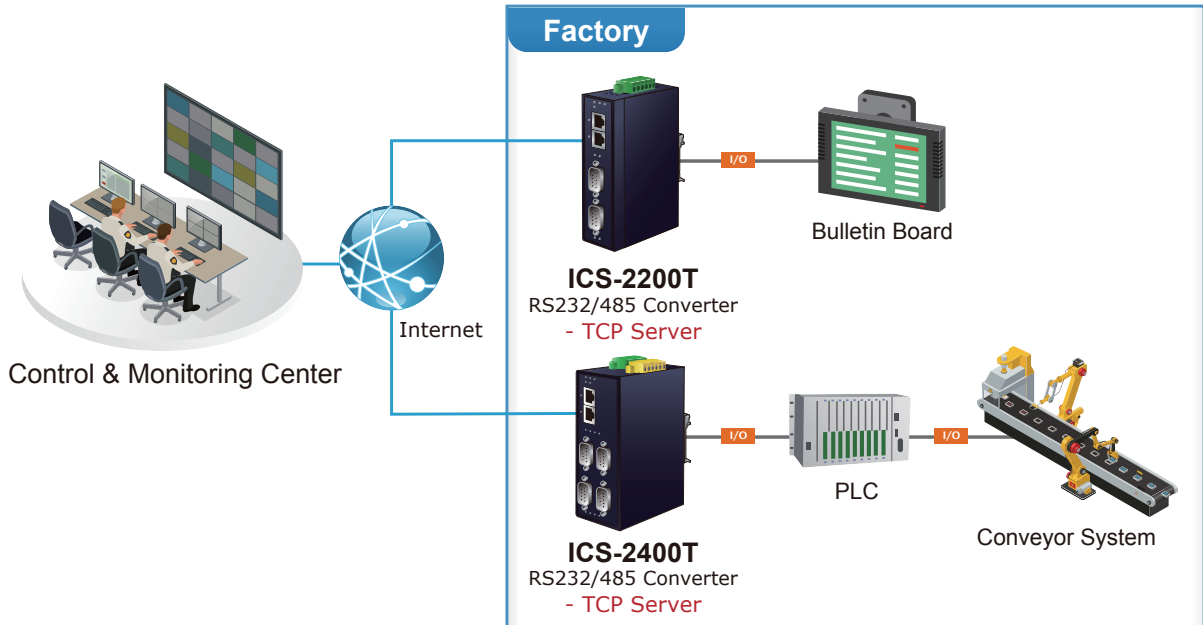 Factory
I/O
Bulletin Board
ICS-2200T
RS232/485 Converter
- TCP Server
Internet
Control & Monitoring Center
I/O
I/O
PLC
Conveyor System
ICS-2400T
RS232/485 Converter
- TCP Server